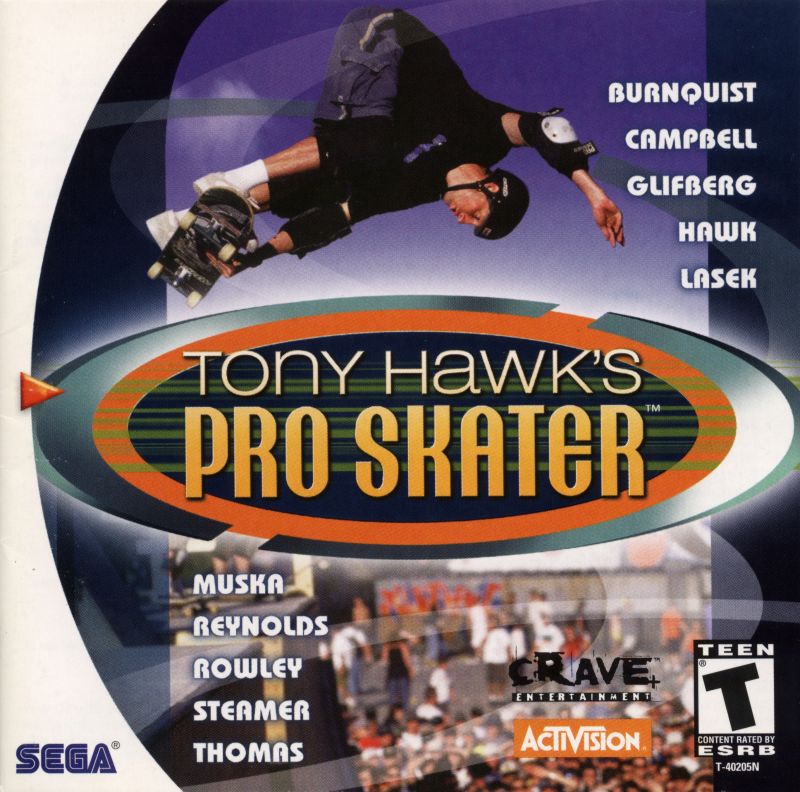 BURNQUIST
CAMPBELL
GLIFBERG
HAWK
LASEK
TONY HAWK'S
PRO SKATER™
MUSKA
REYNOLDS
ROWLEY
STEAMER
THOMAS
CRAVE
ENTERTAINMENT
ACTIVISION
SEGA®
TEEN
®
T
CONTENT RATED BY
ESRB
T-40205N